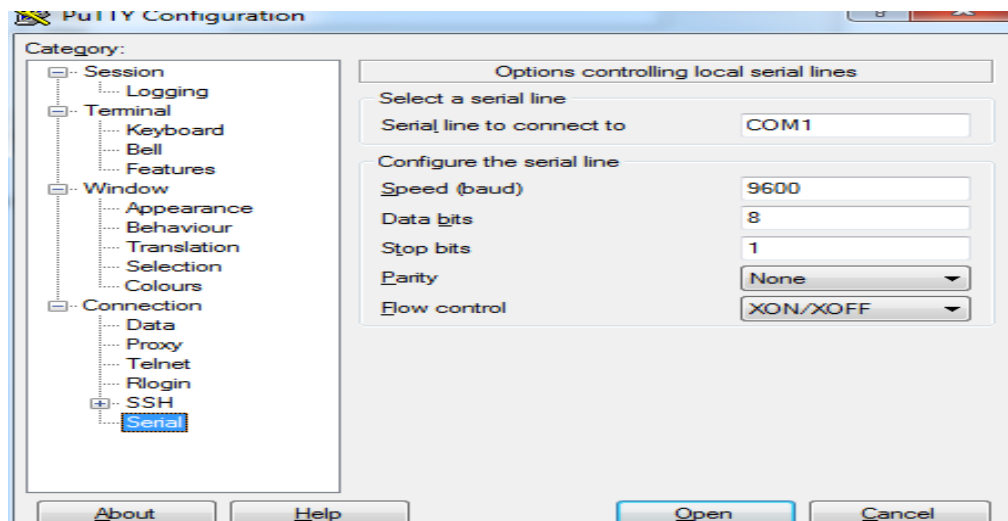 PuTTY Configuration
Category:
Session
Logging
Terminal
Keyboard
Bell
Features
Window
Appearance
Behaviour
Translation
Selection
Colours
Connection
Data
Proxy
Telnet
Rlogin
SSH
Serial
Options controlling local serial lines
Select a serial line
Serial line to connect to COM1
Configure the serial line
Speed (baud) 9600
Data bits 8
Stop bits 1
Parity None
Flow control XON/XOFF
About Help Open Cancel